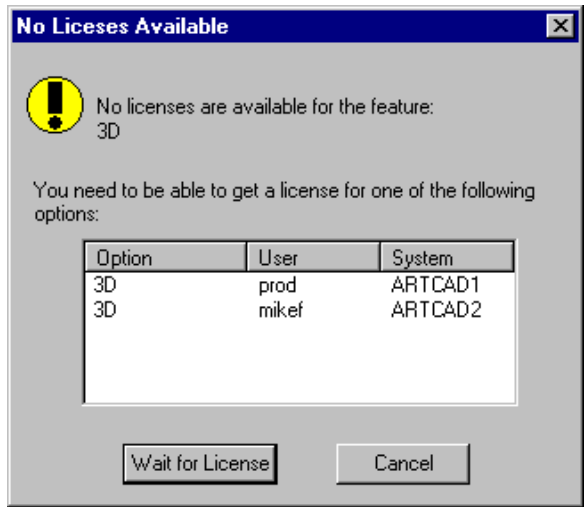 No Liceses Available
No licenses are available for the feature:
3D
You need to be able to get a license for one of the following
options:
Option User System
3D prod ARTCAD1
3D mikef ARTCAD2
Wait for License Cancel